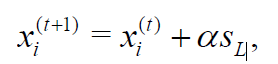 x_i^{(t+1)} = x_i^{(t)} + αs_{L|},